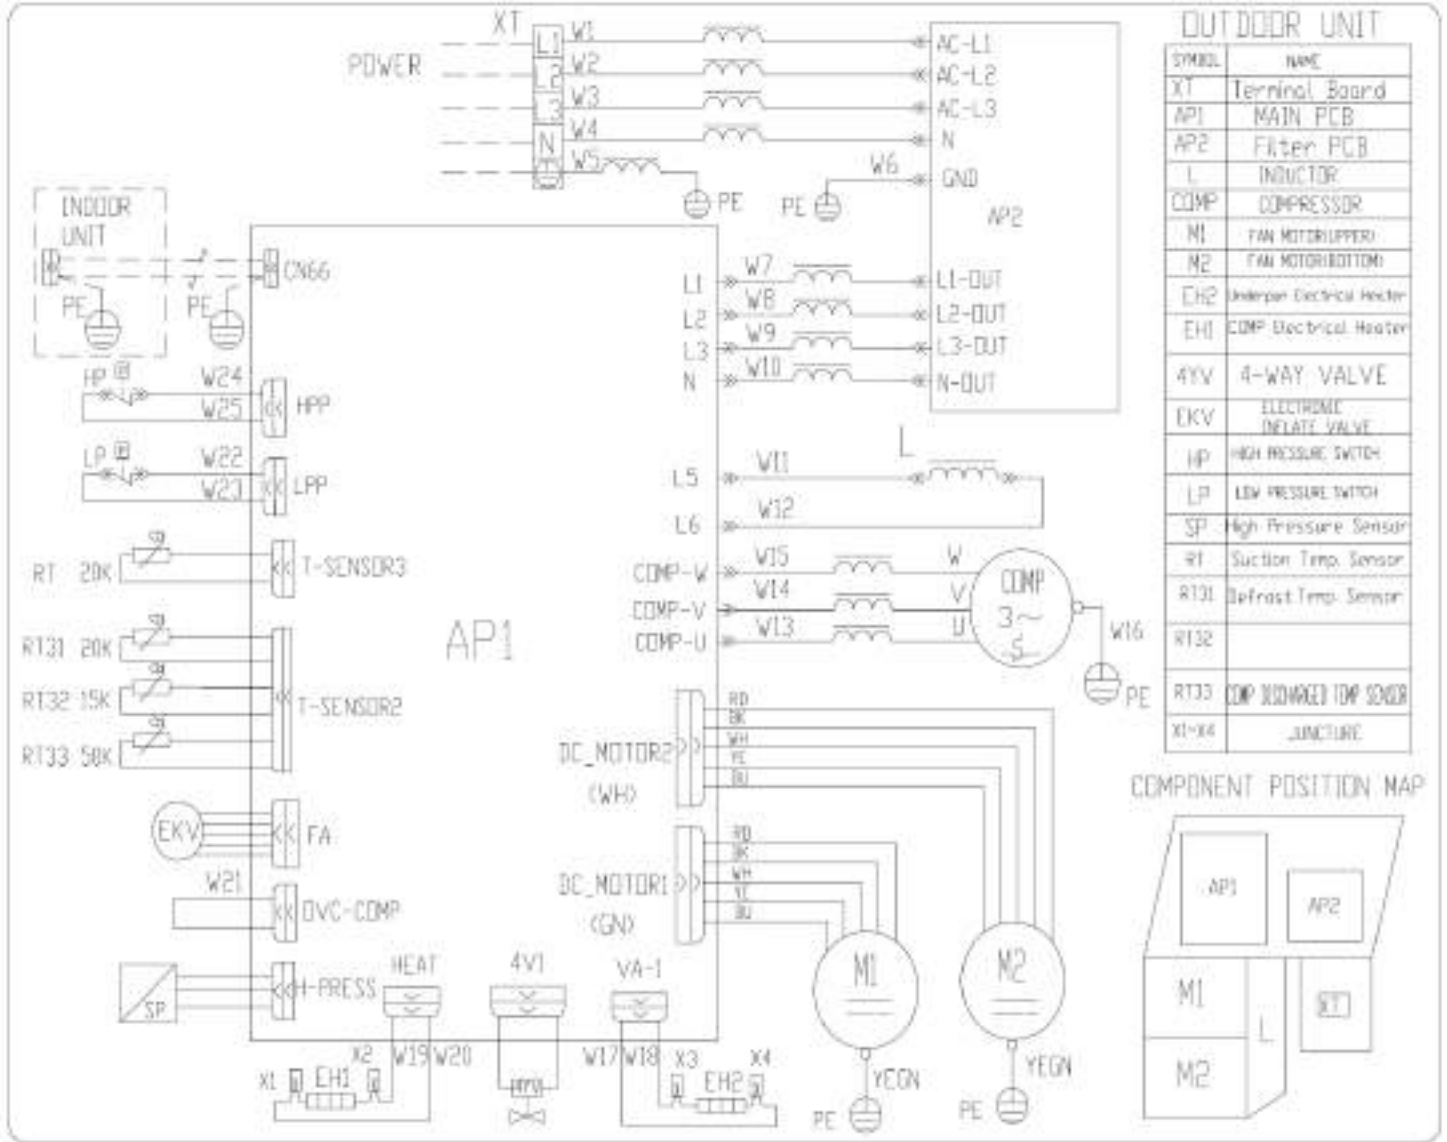 XT
POWER
L1 W1
L2 W2
L3 W3
N W4
W5
PE
AC-L1
AC-L2
AC-L3
N
W6 GND
PE
AP2
L1-OUT
L2-OUT
L3-OUT
N-OUT
L1 W7
L2 W8
L3 W9
N W10
INDOOR
UNIT
PE
PE
CN66
HP P W24
W25
HPP
LP P W22
W23
LPP
RT 20K
T-SENSOR3
RT31 20K
RT32 15K
RT33 50K
T-SENSOR2
AP1
L5 W11 L
L6 W12
COMP-W W15 W
COMP-V W14 V
COMP-U W13 U
COMP
3~
W16
PE
EKV FA
W21
OVC-COMP
SP
H-PRESS
DC_MOTOR2
(WH)
RD
BK
WH
YE
BU
DC_MOTOR1
(GN)
RD
BK
WH
YE
BU
M1
M2
YEGN
PE
YEGN
PE
HEAT
4V1
VA-1
X2 W19 W20
X1 EH1
4YV
W17 W18 X3 X4
EH2
OUTDOOR UNIT
SYMBOL NAME
XT Terminal Board
AP1 MAIN PCB
AP2 Filter PCB
L INDUCTOR
COMP COMPRESSOR
M1 FAN MOTOR(UPPER)
M2 FAN MOTOR(BOTTOM)
EH2 Underpan Electrical Heater
EH1 COMP Electrical Heater
4YV 4-WAY VALVE
EKV ELECTRONIC
INFLATE VALVE
HP HIGH PRESSURE SWITCH
LP LOW PRESSURE SWITCH
SP High Pressure Sensor
RT Suction Temp. Sensor
RT31 Defrost Temp. Sensor
RT32
RT33 COMP DISCHARGED TEMP SENSOR
X1-X4 JUNCTURE
COMPONENT POSITION MAP
AP1
AP2
M1
L
XT
M2